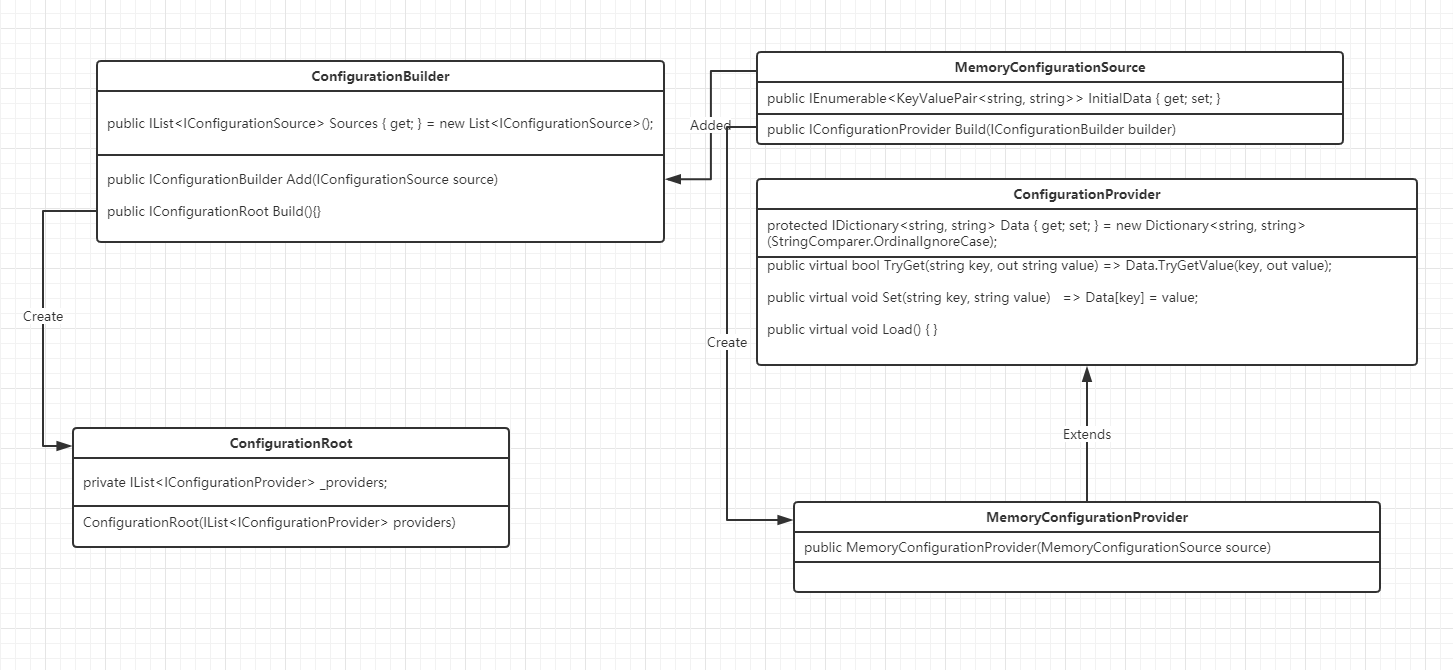 ConfigurationBuilder
public IList<IConfigurationSource> Sources { get; } = new List<IConfigurationSource>();
public IConfigurationBuilder Add(IConfigurationSource source)
public IConfigurationRoot Build(){}
Added
MemoryConfigurationSource
public IEnumerable<KeyValuePair<string, string>> InitialData { get; set; }
public IConfigurationProvider Build(IConfigurationBuilder builder)
ConfigurationProvider
protected IDictionary<string, string> Data { get; set; } = new Dictionary<string, string>
(StringComparer.OrdinalIgnoreCase);
public virtual bool TryGet(string key, out string value) => Data.TryGetValue(key, out value);
public virtual void Set(string key, string value)   => Data[key] = value;
public virtual void Load() { }
Create
Create
Extends
ConfigurationRoot
private IList<IConfigurationProvider> _providers;
ConfigurationRoot(IList<IConfigurationProvider> providers)
MemoryConfigurationProvider
public MemoryConfigurationProvider(MemoryConfigurationSource source)